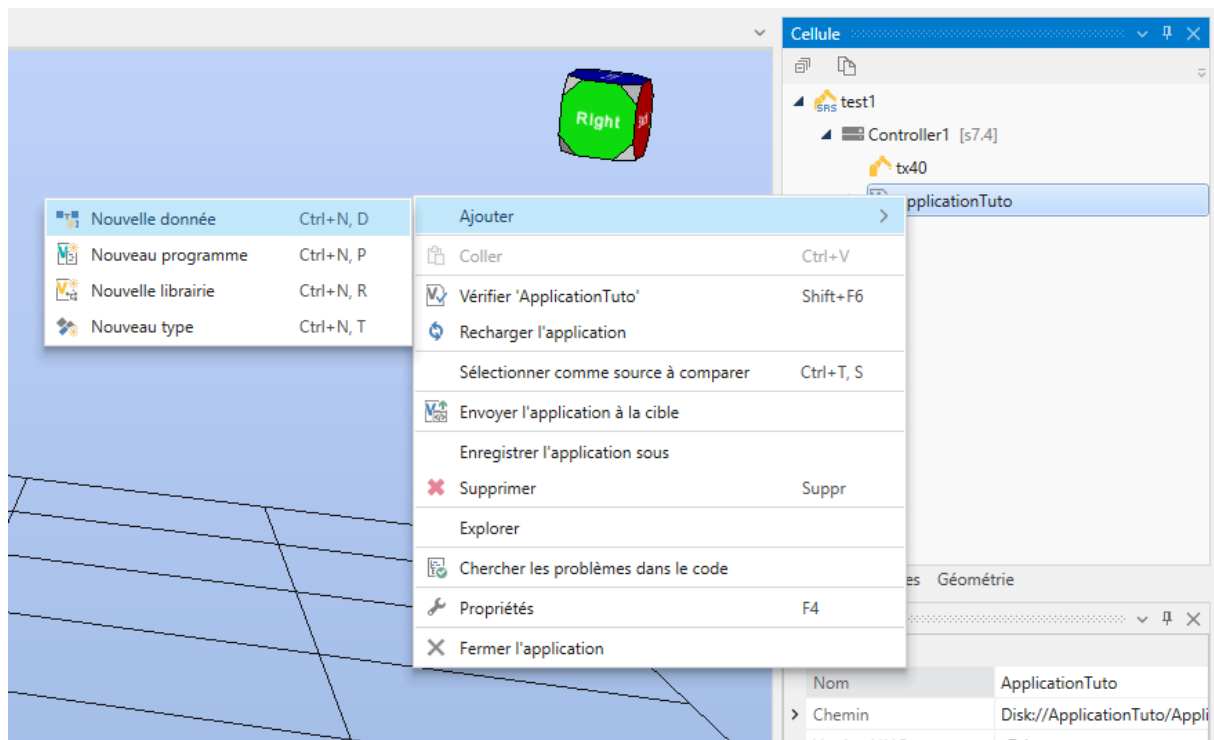 Cellule
Right
SRS test1
Controller1 [s7.4]
tx40
pplicationTuto
Nouvelle donnée Ctrl+N, D
Nouveau programme Ctrl+N, P
Nouvelle librairie Ctrl+N, R
Nouveau type Ctrl+N, T
Ajouter
Coller Ctrl+V
Vérifier 'ApplicationTuto' Shift+F6
Recharger l'application
Sélectionner comme source à comparer Ctrl+T, S
Envoyer l'application à la cible
Enregistrer l'application sous
Supprimer Suppr
Explorer
Chercher les problèmes dans le code
Propriétés F4
Fermer l'application
es Géométrie
Nom ApplicationTuto
Chemin Disk://ApplicationTuto/Appli